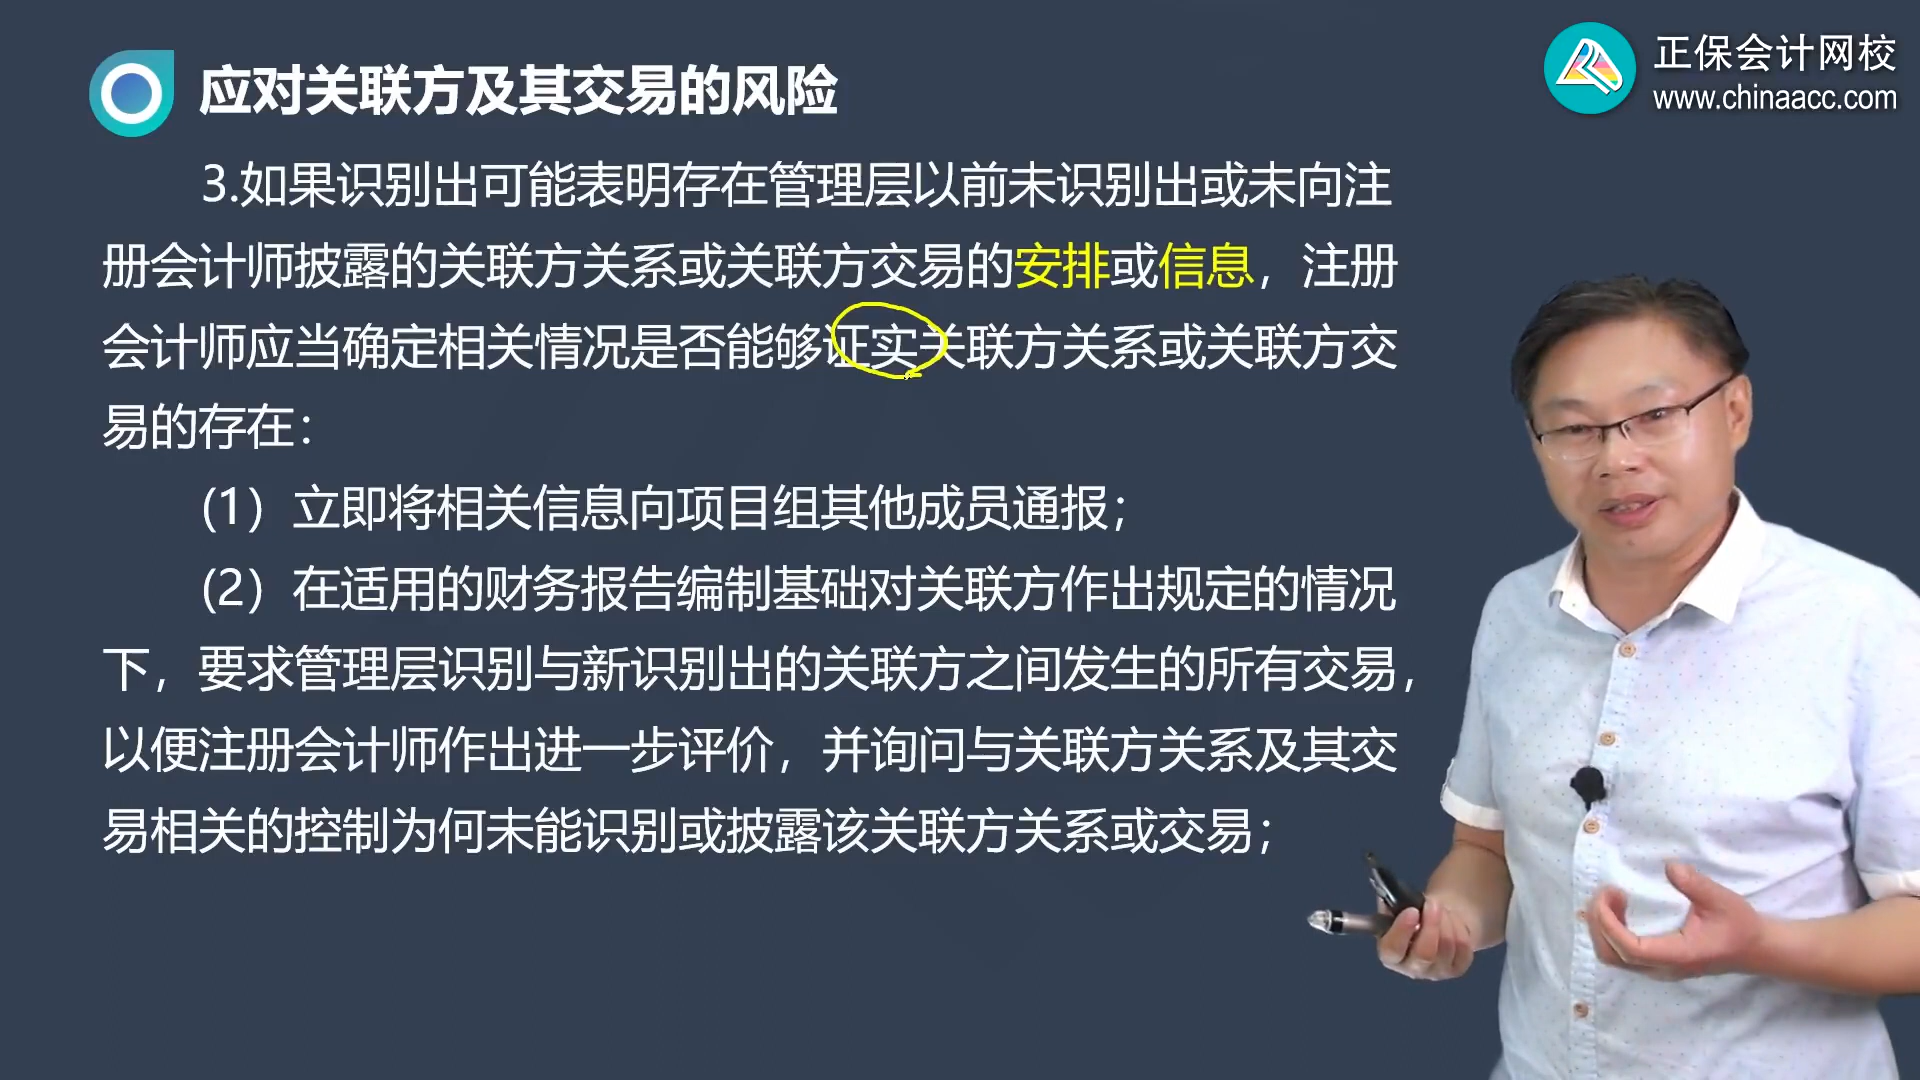 应对关联方及其交易的风险
正保会计网校
www.chinaacc.com
3.如果识别出可能表明存在管理层以前未识别出或未向注
册会计师披露的关联方关系或关联方交易的安排或信息，注册
会计师应当确定相关情况是否能够证实关联方关系或关联方交
易的存在：
（1）立即将相关信息向项目组其他成员通报；
（2）在适用的财务报告编制基础对关联方作出规定的情况
下，要求管理层识别与新识别出的关联方之间发生的所有交易，
以便注册会计师作出进一步评价，并询问与关联方关系及其交
易相关的控制为何未能识别或披露该关联方关系或交易；